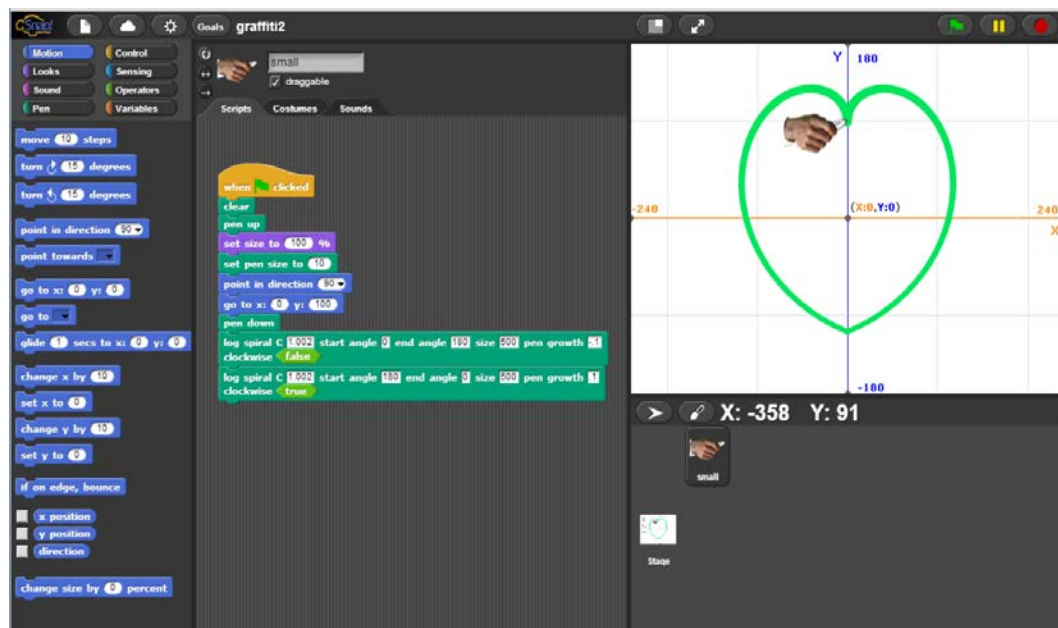 CSnap!
Goals graffiti2
Motion Control
Looks Sensing
Sound Operators
Pen Variables
move 10 steps
turn 15 degrees
turn 15 degrees
point in direction 90
point towards
go to x: 0 y: 0
go to
glide 1 secs to x: 0 y: 0
change x by 10
set x to 0
change y by 10
set y to 0
if on edge, bounce
x position
y position
direction
change size by 0 percent
small
draggable
Scripts Costumes Sounds
when clicked
clear
pen up
set size to 100 %
set pen size to 10
point in direction 90
go to x: 0 y: 100
pen down
log spiral C 1.002 start angle 0 end angle 180 size 500 pen growth -.1
clockwise false
log spiral C 1.002 start angle 180 end angle 0 size 500 pen growth .1
clockwise true
Y 180
-240 (X:0,Y:0) 240
X
-180
X: -358 Y: 91
small
Stage